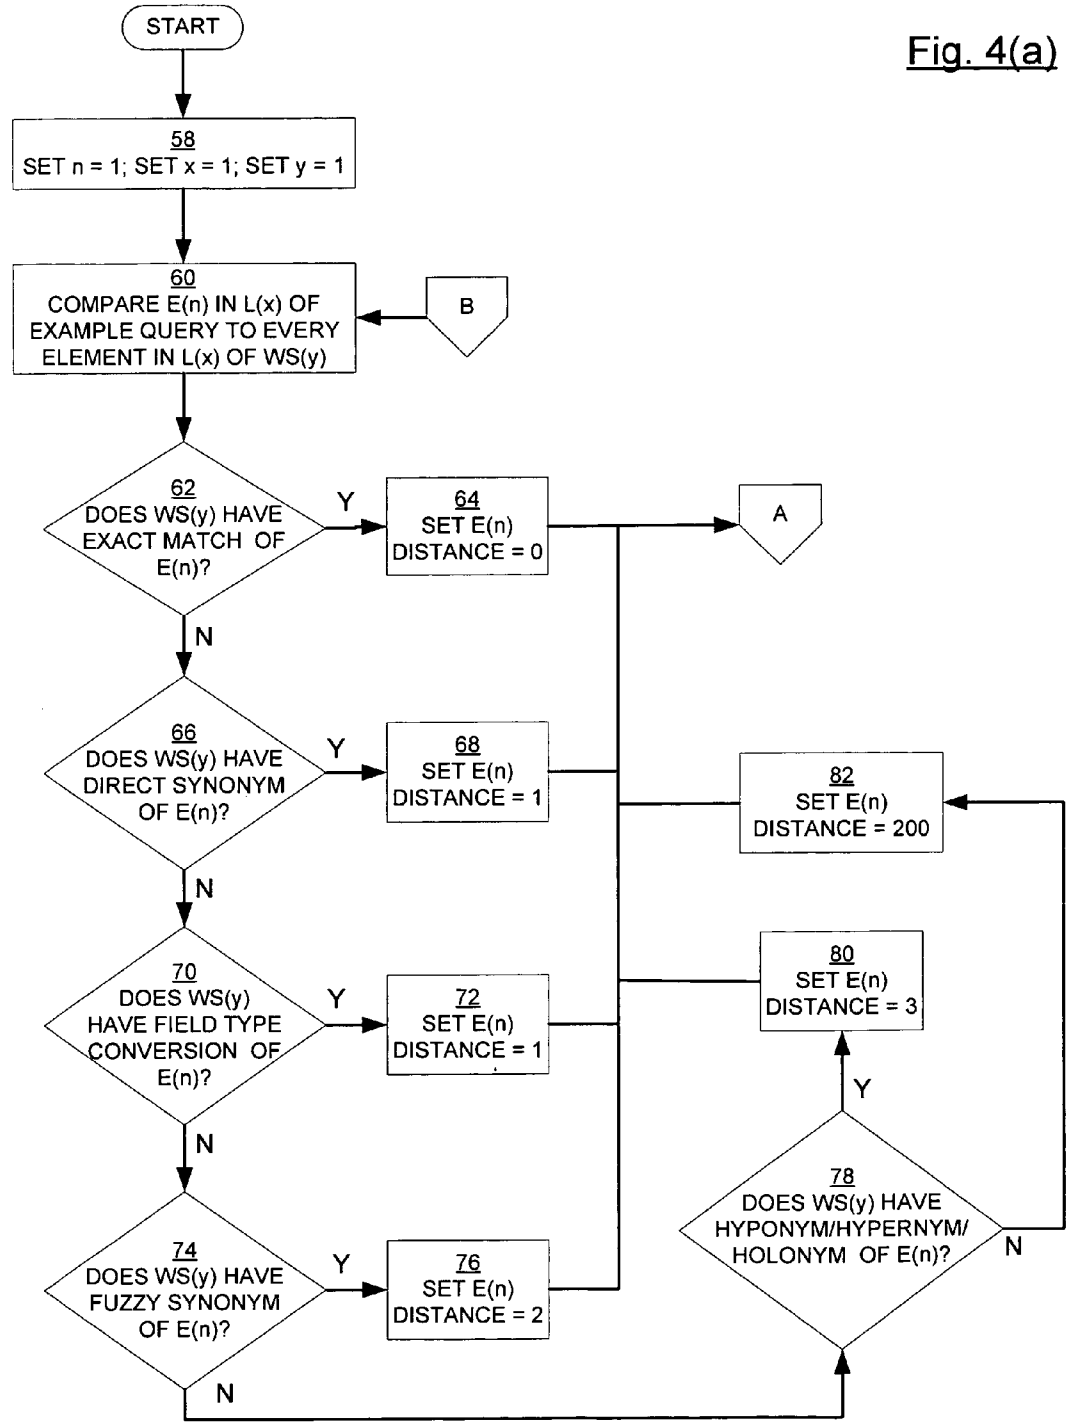 START
Fig. 4(a)
58
SET n = 1; SET x = 1; SET y = 1
60
COMPARE E(n) IN L(x) OF
EXAMPLE QUERY TO EVERY
ELEMENT IN L(x) OF WS(y)
B
62
DOES WS(y) HAVE
EXACT MATCH OF
E(n)?
Y
64
SET E(n)
DISTANCE = 0
A
N
66
DOES WS(y) HAVE
DIRECT SYNONYM
OF E(n)?
Y
68
SET E(n)
DISTANCE = 1
82
SET E(n)
DISTANCE = 200
N
70
DOES WS(y)
HAVE FIELD TYPE
CONVERSION OF
E(n)?
Y
72
SET E(n)
DISTANCE = 1
80
SET E(n)
DISTANCE = 3
Y
N
78
DOES WS(y) HAVE
HYPONYM/HYPERNYM/
HOLONYM OF E(n)?
N
74
DOES WS(y) HAVE
FUZZY SYNONYM
OF E(n)?
Y
76
SET E(n)
DISTANCE = 2
N